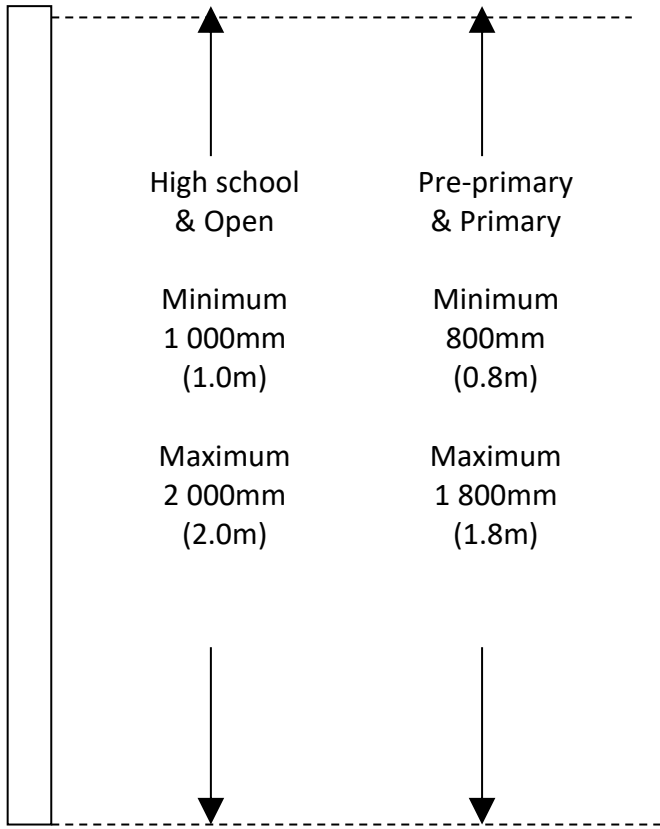 High school
& Open
Minimum
1 000mm
(1.0m)
Maximum
2 000mm
(2.0m)
Pre-primary
& Primary
Minimum
800mm
(0.8m)
Maximum
1 800mm
(1.8m)